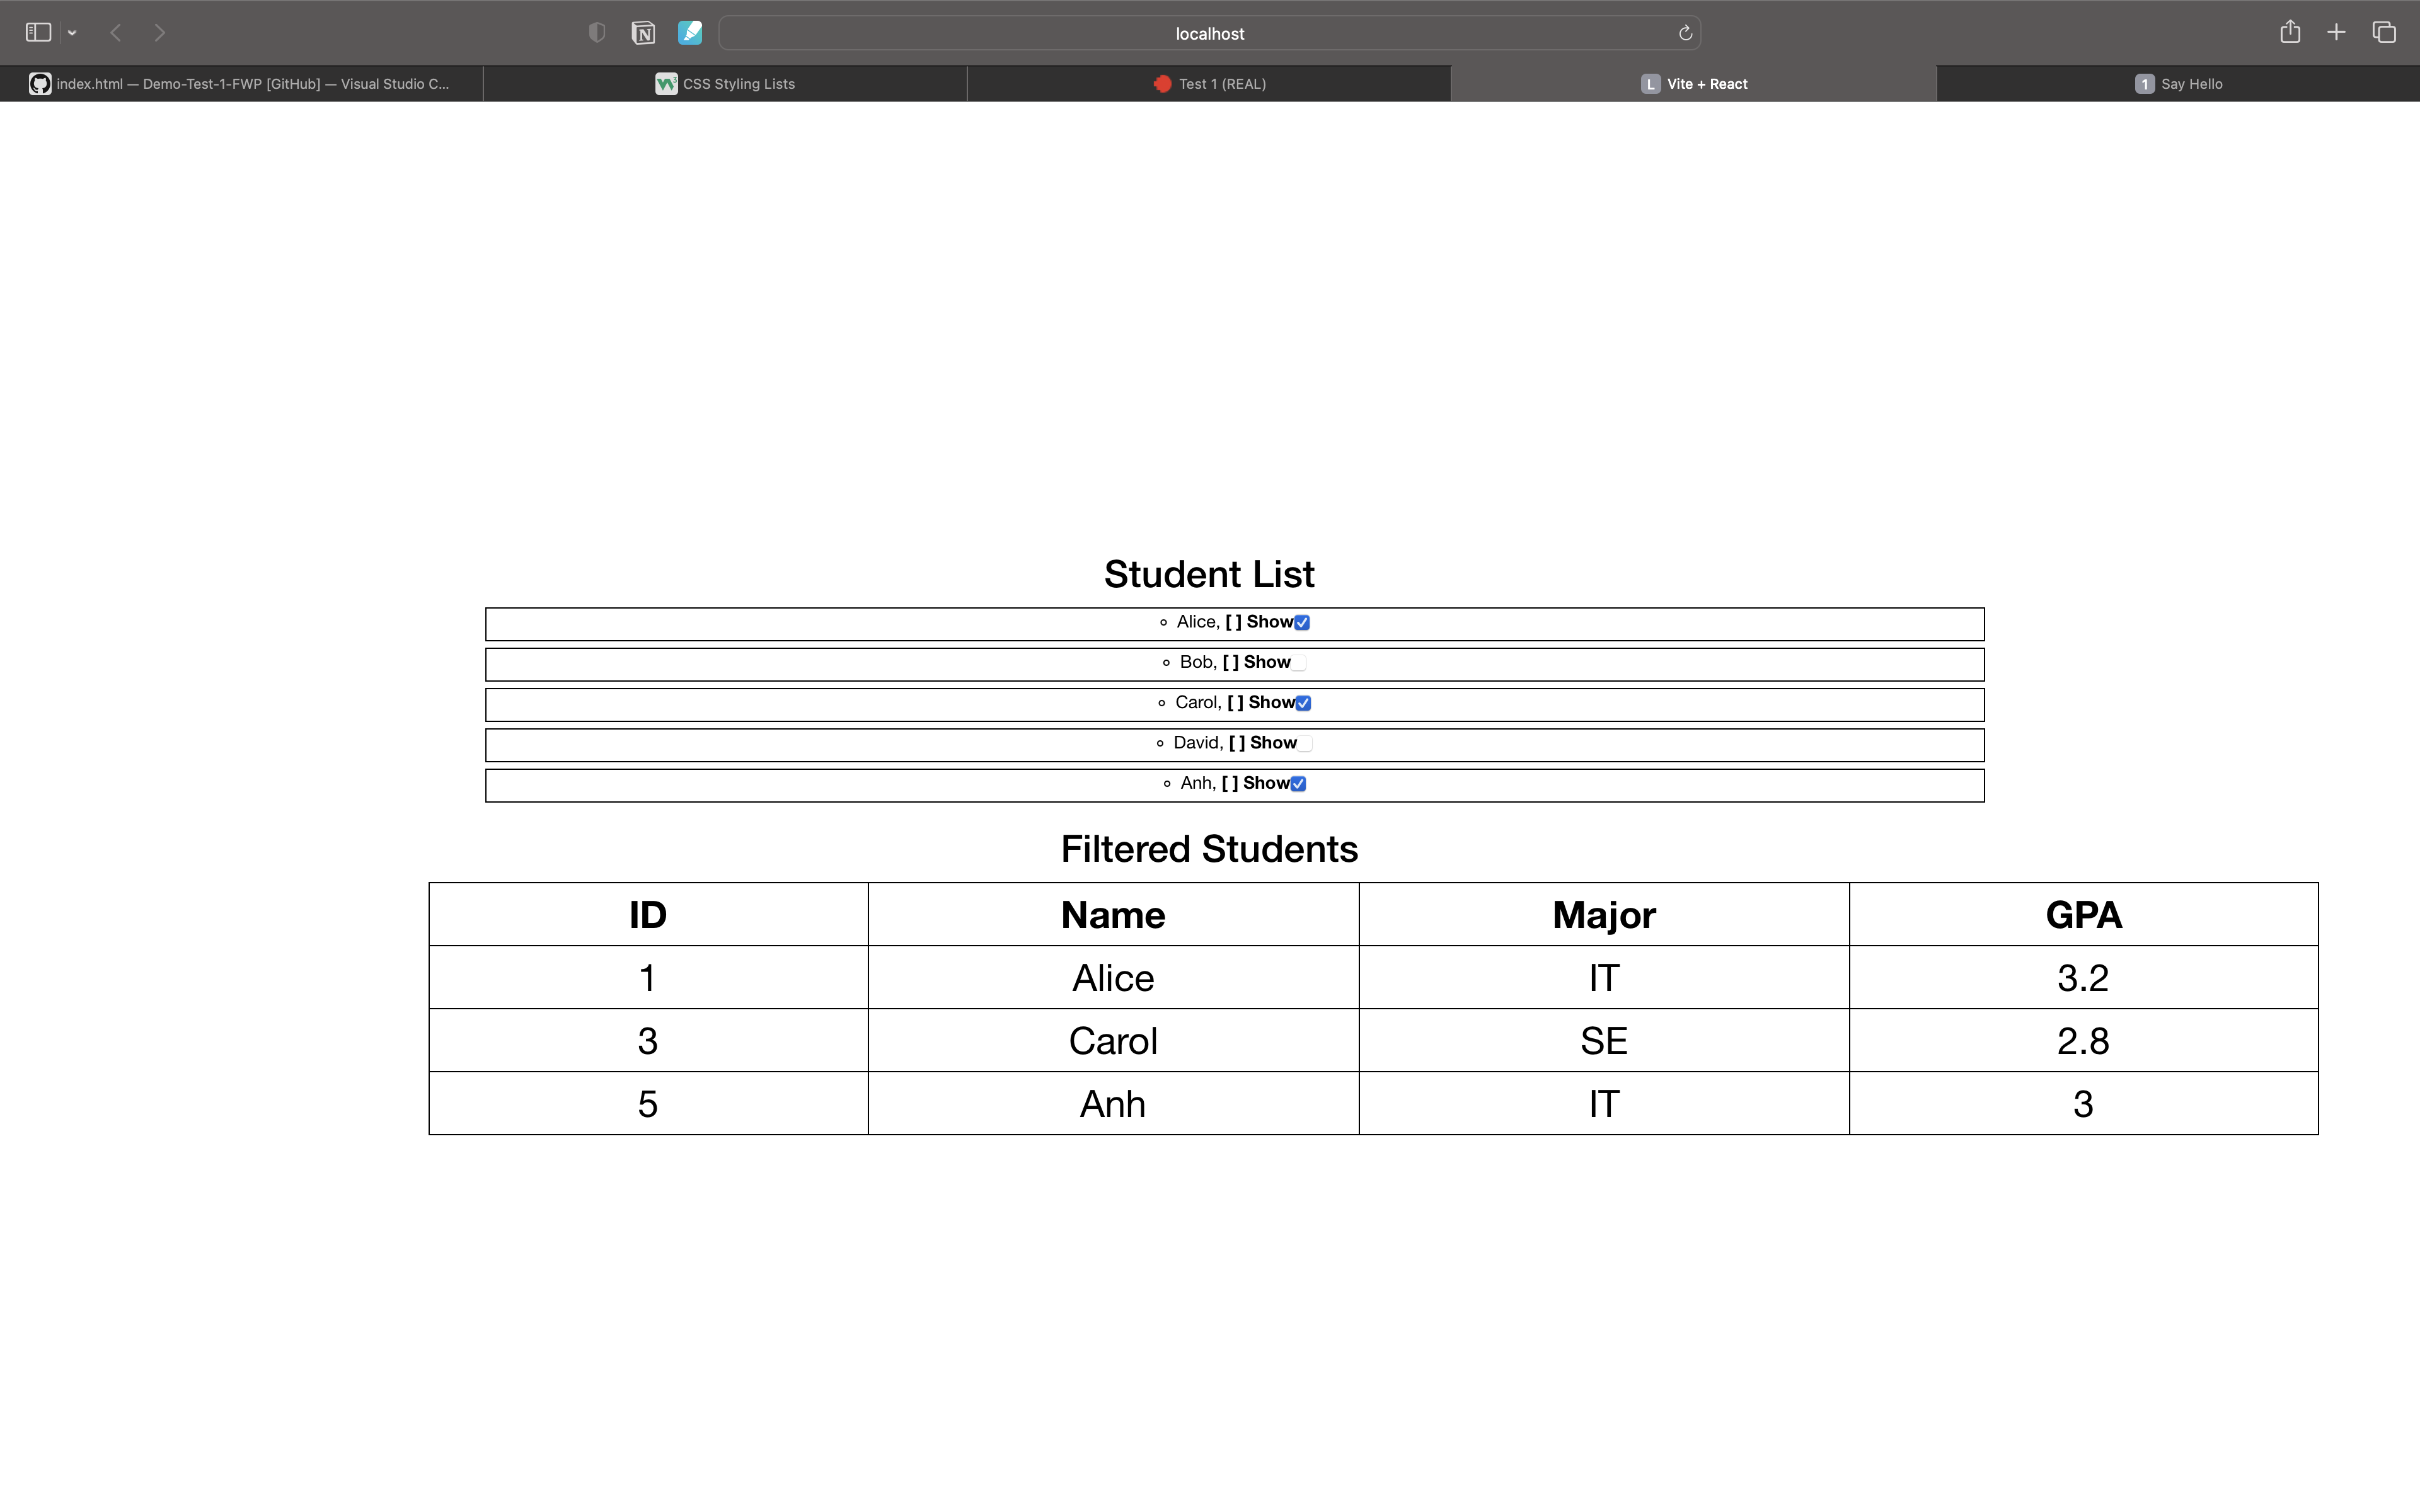 localhost
index.html — Demo-Test-1-FWP [GitHub] — Visual Studio C...
CSS Styling Lists
Test 1 (REAL)
L Vite + React
1 Say Hello
Student List
Alice, [ ] Show
Bob, [ ] Show
Carol, [ ] Show
David, [ ] Show
Anh, [ ] Show
Filtered Students
ID Name Major GPA
1 Alice IT 3.2
3 Carol SE 2.8
5 Anh IT 3